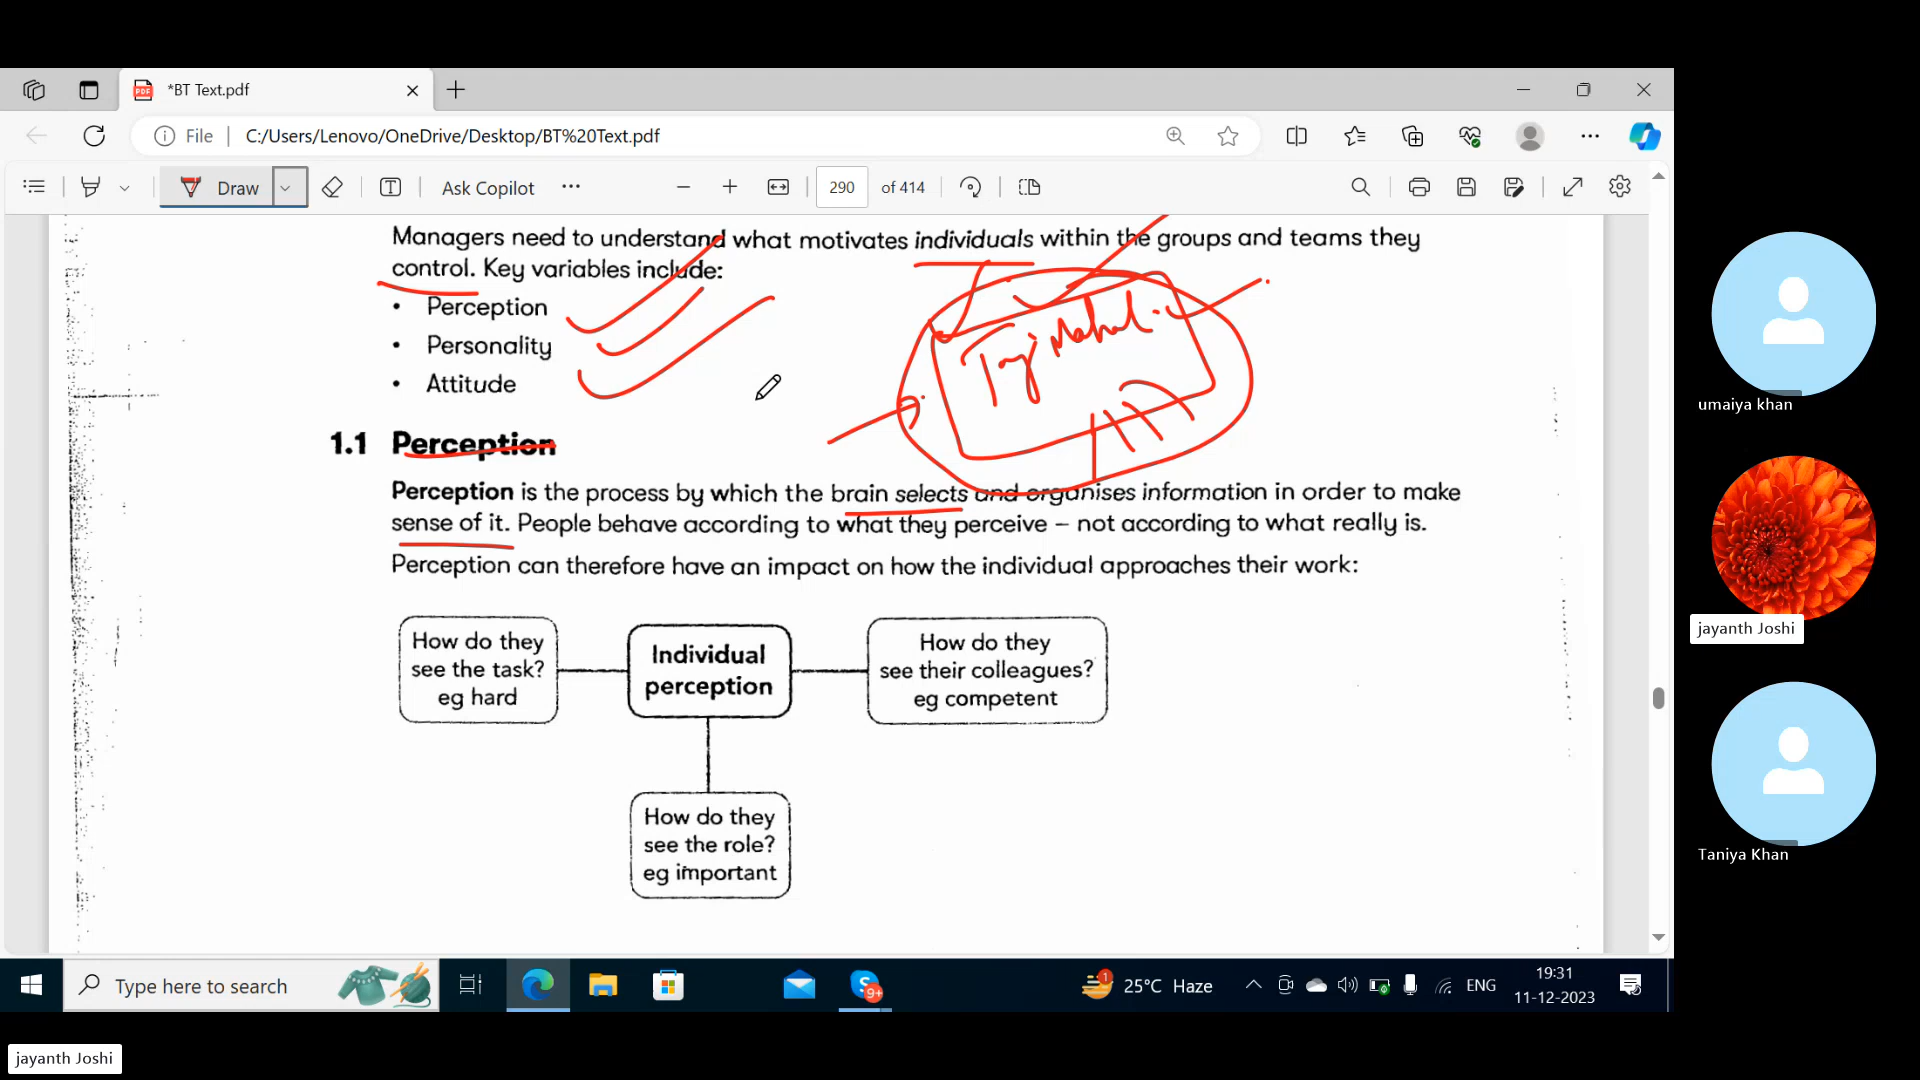 *BT Text.pdf
File
C:/Users/Lenovo/OneDrive/Desktop/BT%20Text.pdf
Draw
Ask Copilot
290 of 414
Managers need to understand what motivates individuals within the groups and teams they
control. Key variables include:
• Perception
• Personality
• Attitude
Taj Mahal.
1.1 Perception
Perception is the process by which the brain selects and organises information in order to make
sense of it. People behave according to what they perceive – not according to what really is.
Perception can therefore have an impact on how the individual approaches their work:
How do they
see the task?
eg hard
Individual
perception
How do they
see their colleagues?
eg competent
How do they
see the role?
eg important
umaiya khan
jayanth Joshi
Taniya Khan
Type here to search
9+
1
25°C Haze
ENG
19:31
11-12-2023
jayanth Joshi